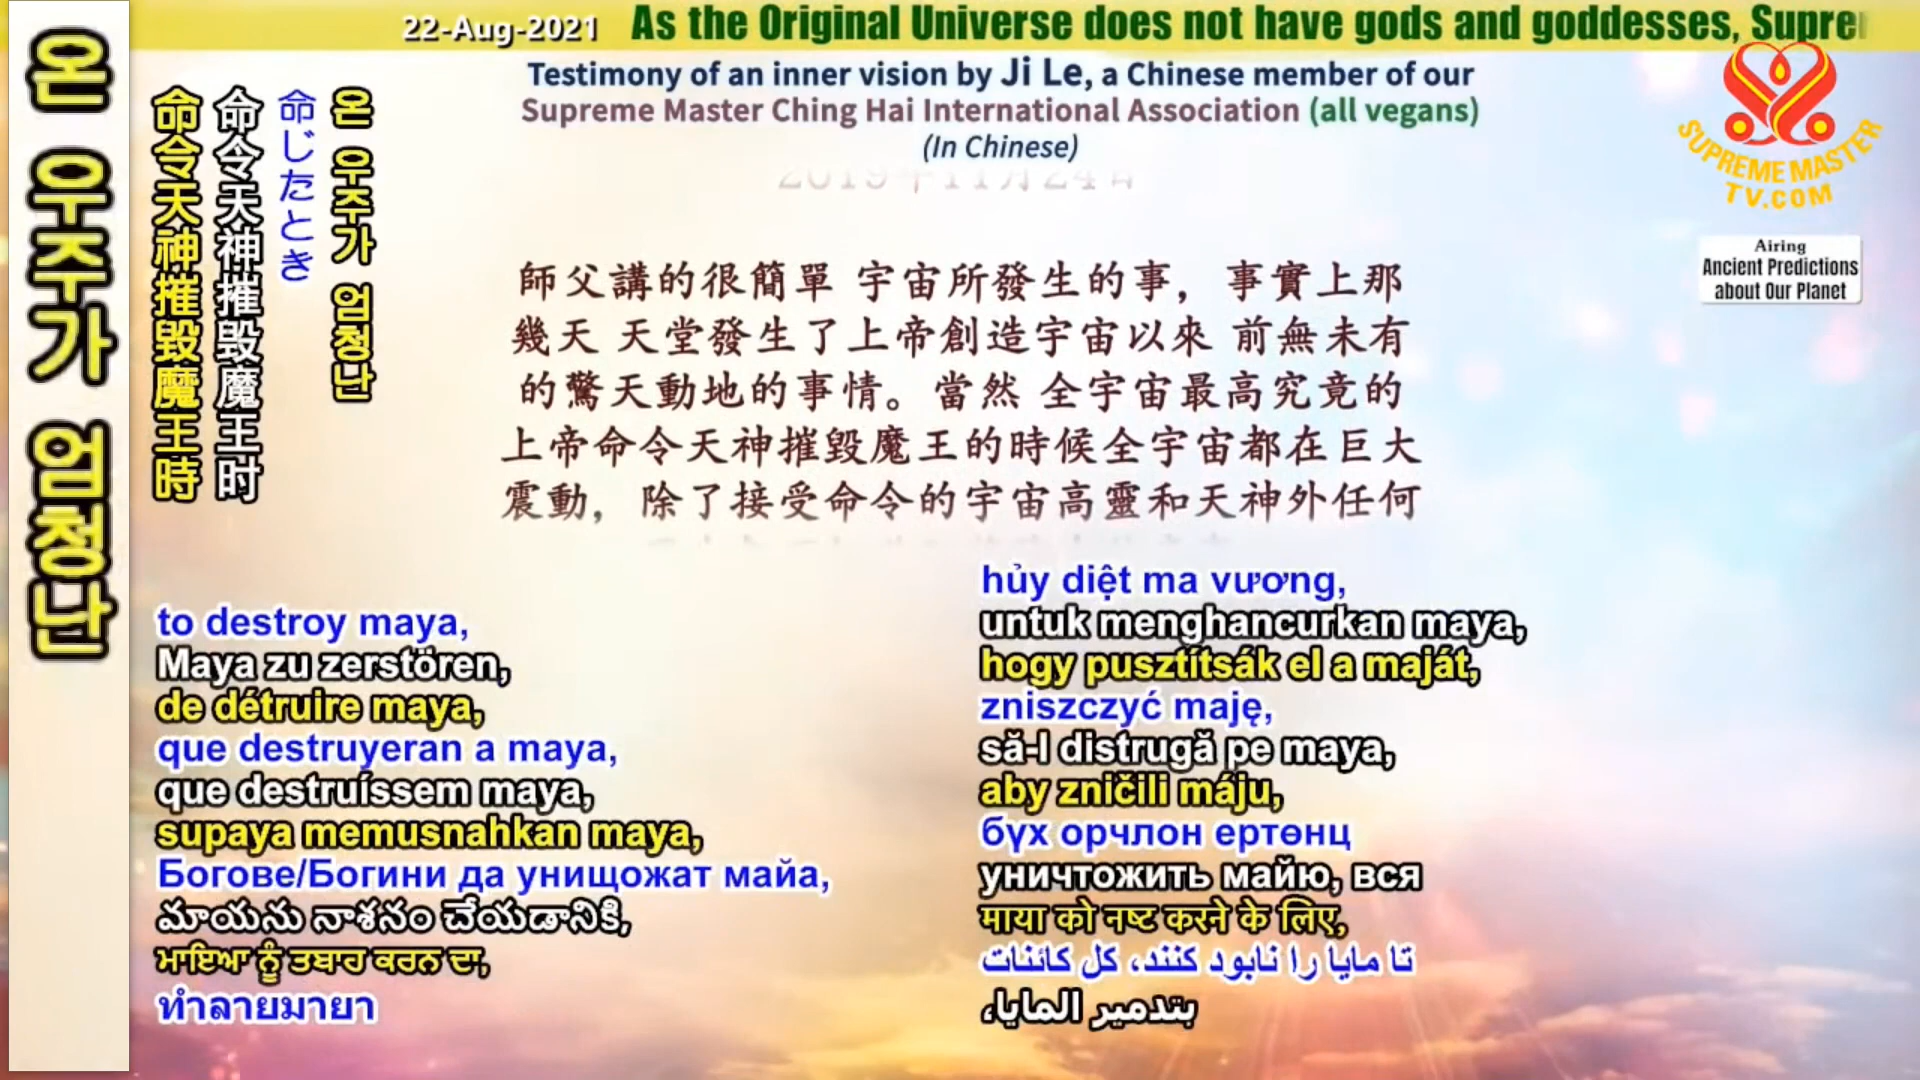 22-Aug-2021
As the Original Universe does not have gods and goddesses, Supre
Testimony of an inner vision by Ji Le, a Chinese member of our
Supreme Master Ching Hai International Association (all vegans)
(In Chinese)
2019年11月24日
SUPREME MASTER
TV.COM
Airing
Ancient Predictions
about Our Planet
온 우주가 엄청난
命令天神摧毀魔王時
命令天神摧毁魔王时
命じたとき
온 우주가 엄청난
師父講的很簡單 宇宙所發生的事，事實上那
幾天 天堂發生了上帝創造宇宙以來 前無未有
的驚天動地的事情。當然 全宇宙最高究竟的
上帝命令天神摧毀魔王的時候全宇宙都在巨大
震動，除了接受命令的宇宙高靈和天神外任何
to destroy maya,
Maya zu zerstören,
de détruire maya,
que destruyeran a maya,
que destruíssem maya,
supaya memusnahkan maya,
Богове/Богини да унищожат майа,
మాయను నాశనం చేయడానికి,
ਮਾਇਆ ਨੂੰ ਤਬਾਹ ਕਰਨ ਦਾ,
ทำลายมายา
hủy diệt ma vương,
untuk menghancurkan maya,
hogy pusztítsák el a maját,
zniszczyć maję,
să-l distrugă pe maya,
aby zničili máju,
бүх орчлон ертөнц
уничтожить майю, вся
माया को नष्ट करने के लिए,
تا مایا را نابود کنند، کل کائنات
بتدمير المايا،